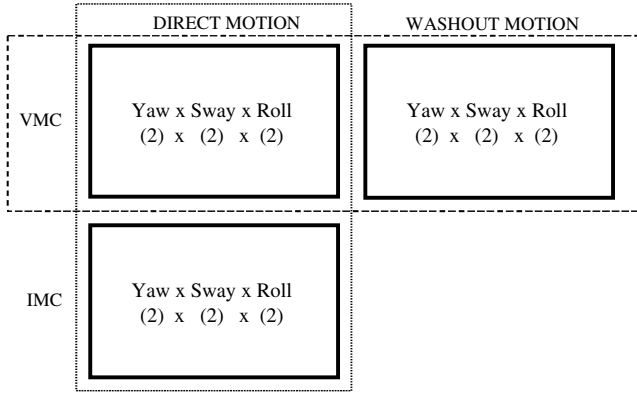 DIRECT MOTION
WASHOUT MOTION
VMC
Yaw x Sway x Roll
(2) x (2) x (2)
Yaw x Sway x Roll
(2) x (2) x (2)
IMC
Yaw x Sway x Roll
(2) x (2) x (2)